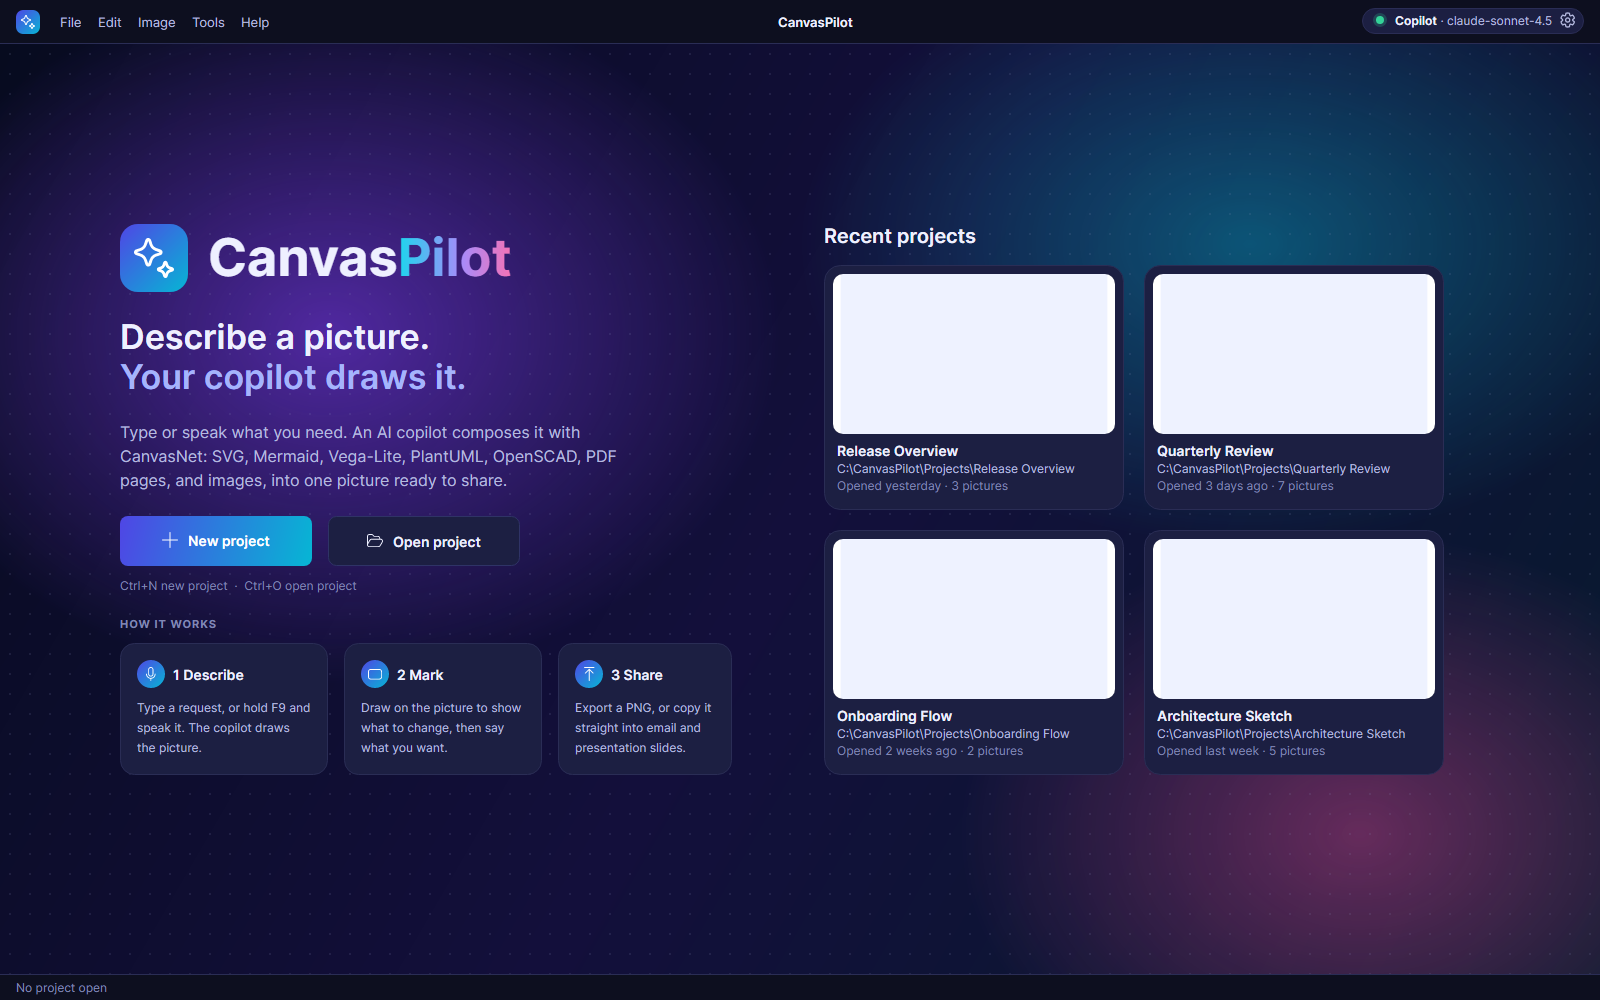 File Edit Image Tools Help
CanvasPilot
Copilot · claude-sonnet-4.5
CanvasPilot
Describe a picture.
Your copilot draws it.
Type or speak what you need. An AI copilot composes it with
CanvasNet: SVG, Mermaid, Vega-Lite, PlantUML, OpenSCAD, PDF
pages, and images, into one picture ready to share.
New project
Open project
Ctrl+N new project · Ctrl+O open project
HOW IT WORKS
1 Describe
Type a request, or hold F9 and
speak it. The copilot draws
the picture.
2 Mark
Draw on the picture to show
what to change, then say
what you want.
3 Share
Export a PNG, or copy it
straight into email and
presentation slides.
Recent projects
Release Overview
C:\CanvasPilot\Projects\Release Overview
Opened yesterday · 3 pictures
Quarterly Review
C:\CanvasPilot\Projects\Quarterly Review
Opened 3 days ago · 7 pictures
Onboarding Flow
C:\CanvasPilot\Projects\Onboarding Flow
Opened 2 weeks ago · 2 pictures
Architecture Sketch
C:\CanvasPilot\Projects\Architecture Sketch
Opened last week · 5 pictures
No project open